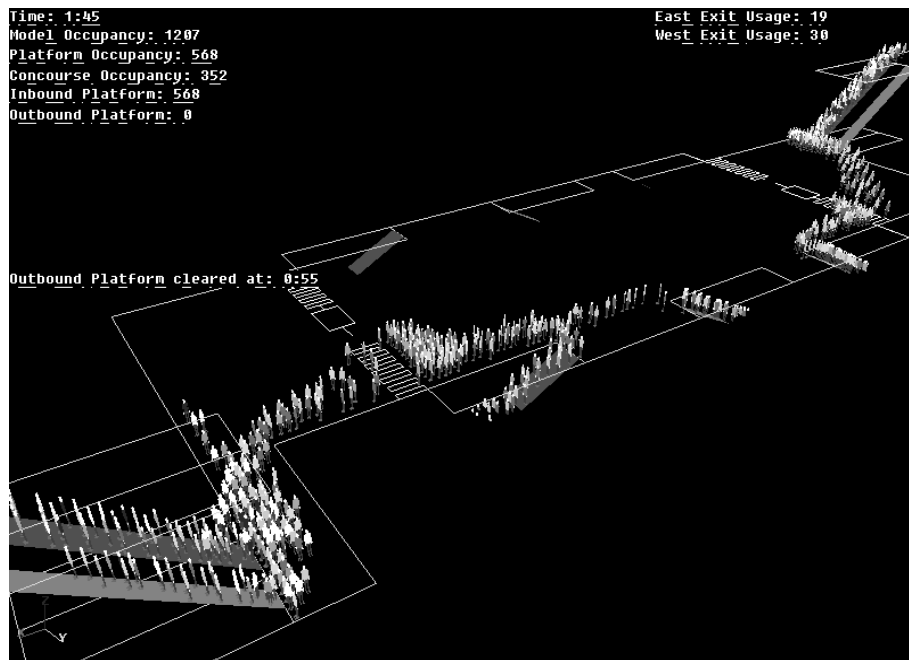 Time: 1:45
Model Occupancy: 1207
Platform Occupancy: 568
Concourse Occupancy: 352
Inbound Platform: 568
Outbound Platform: 0
East Exit Usage: 19
West Exit Usage: 30
Outbound Platform cleared at: 0:55
Z
Y